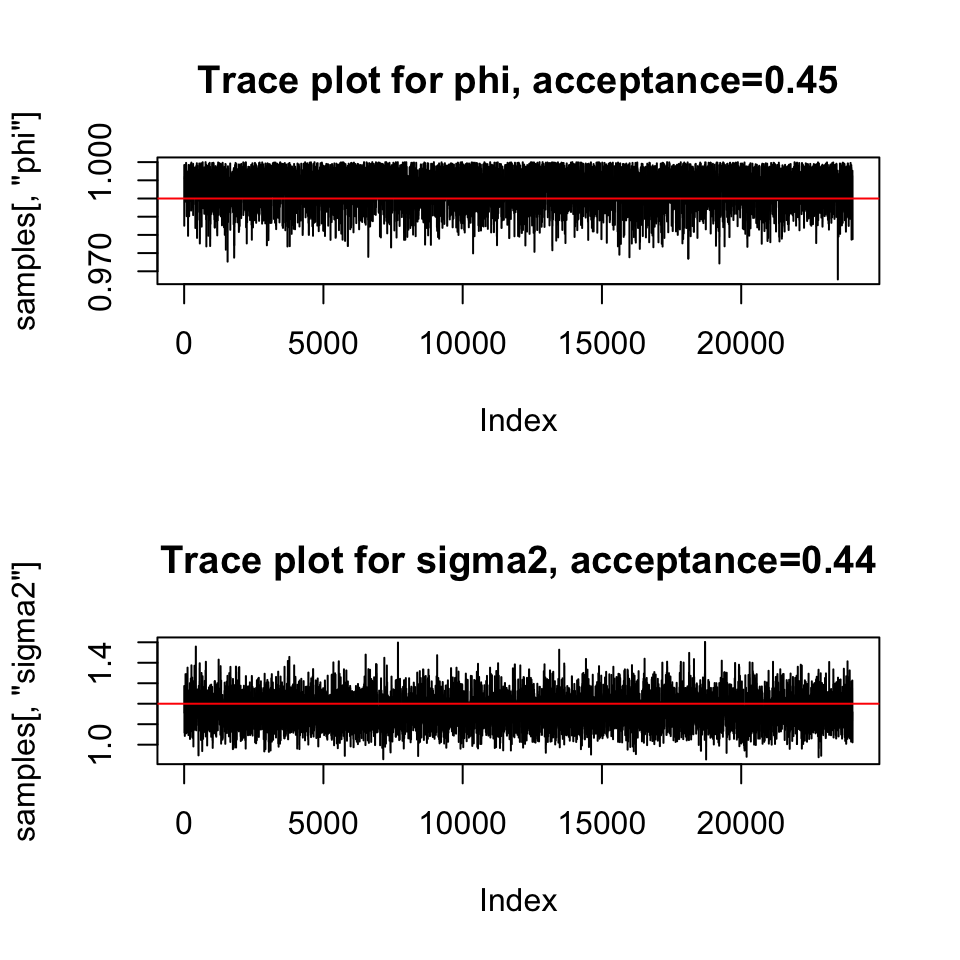 Trace plot for phi, acceptance=0.45
samples[, "phi"]
1.000
0.970
0 5000 10000 15000 20000
Index
Trace plot for sigma2, acceptance=0.44
samples[, "sigma2"]
1.4
1.0
0 5000 10000 15000 20000
Index